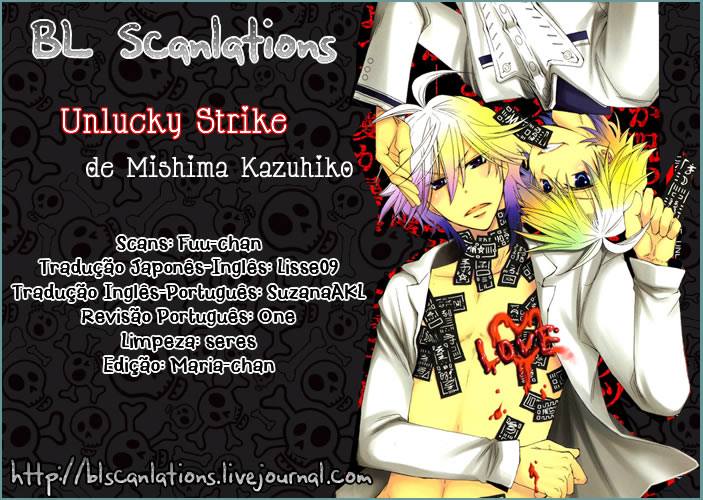 BL Scanlations
Unlucky Strike
de Mishima Kazuhiko
Scans: Fuu-chan
Tradução Japonês-Inglês: Lisse09
Tradução Inglês-Português: SuzanaAKL
Revisão Português: One
Limpeza: seres
Edição: Maria-chan
http://blscanlations.livejournal.com
LOVE